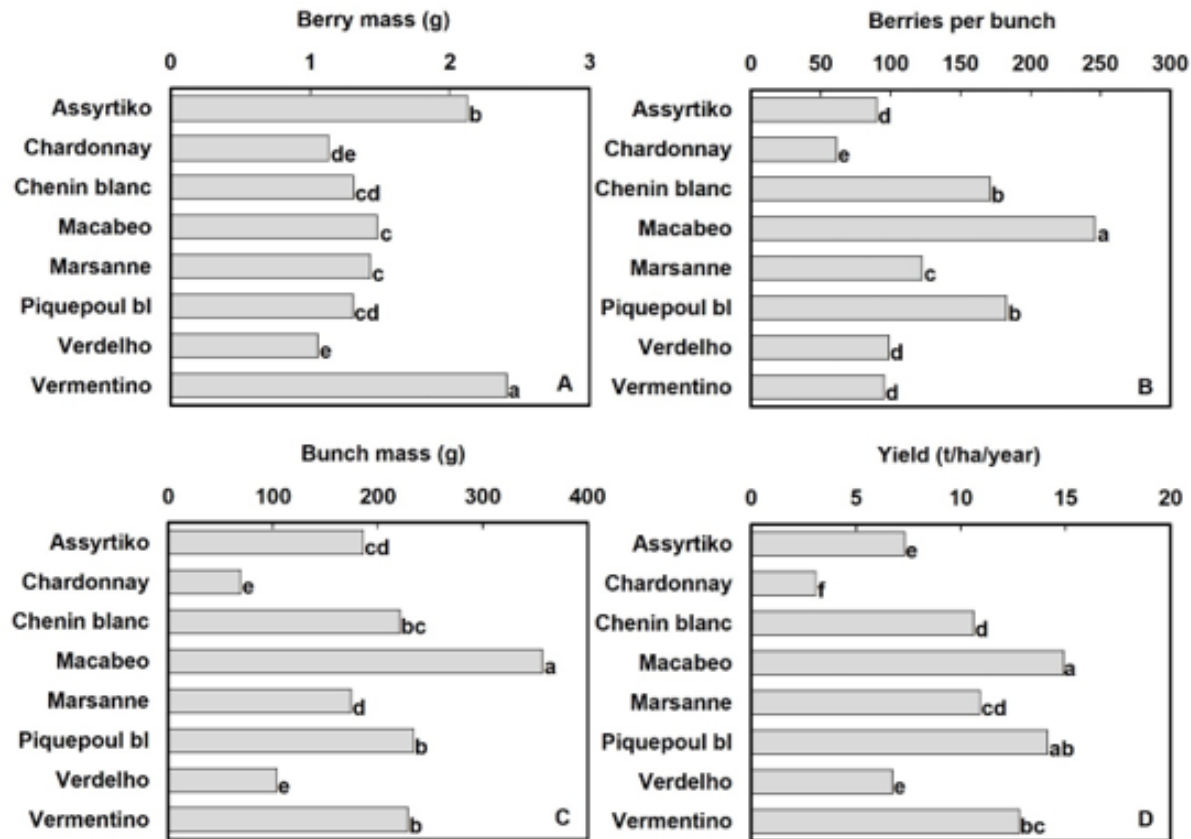 Berry mass (g)
0 1 2 3
Assyrtiko b
Chardonnay de
Chenin blanc cd
Macabeo c
Marsanne c
Piquepoul bl cd
Verdelho e
Vermentino a
A
Berries per bunch
0 50 100 150 200 250 300
Assyrtiko d
Chardonnay e
Chenin blanc b
Macabeo a
Marsanne c
Piquepoul bl b
Verdelho d
Vermentino d
B
Bunch mass (g)
0 100 200 300 400
Assyrtiko cd
Chardonnay e
Chenin blanc bc
Macabeo a
Marsanne d
Piquepoul bl b
Verdelho e
Vermentino b
C
Yield (t/ha/year)
0 5 10 15 20
Assyrtiko e
Chardonnay f
Chenin blanc d
Macabeo a
Marsanne cd
Piquepoul bl ab
Verdelho e
Vermentino bc
D